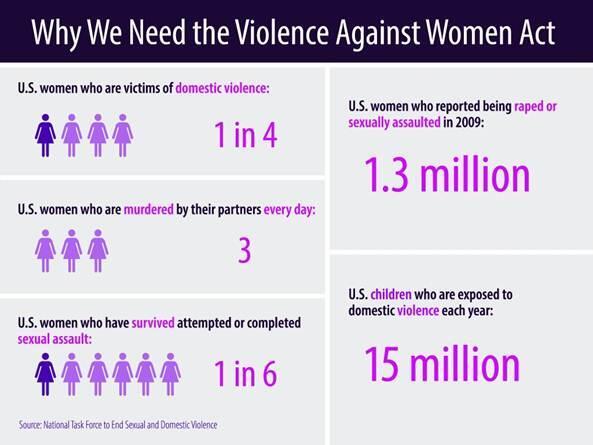 Why We Need the Violence Against Women Act
U.S. women who are victims of domestic violence:
1 in 4
U.S. women who are murdered by their partners every day:
3
U.S. women who have survived attempted or completed
sexual assault:
1 in 6
Source: National Task Force to End Sexual and Domestic Violence
U.S. women who reported being raped or
sexually assaulted in 2009:
1.3 million
U.S. children who are exposed to
domestic violence each year:
15 million